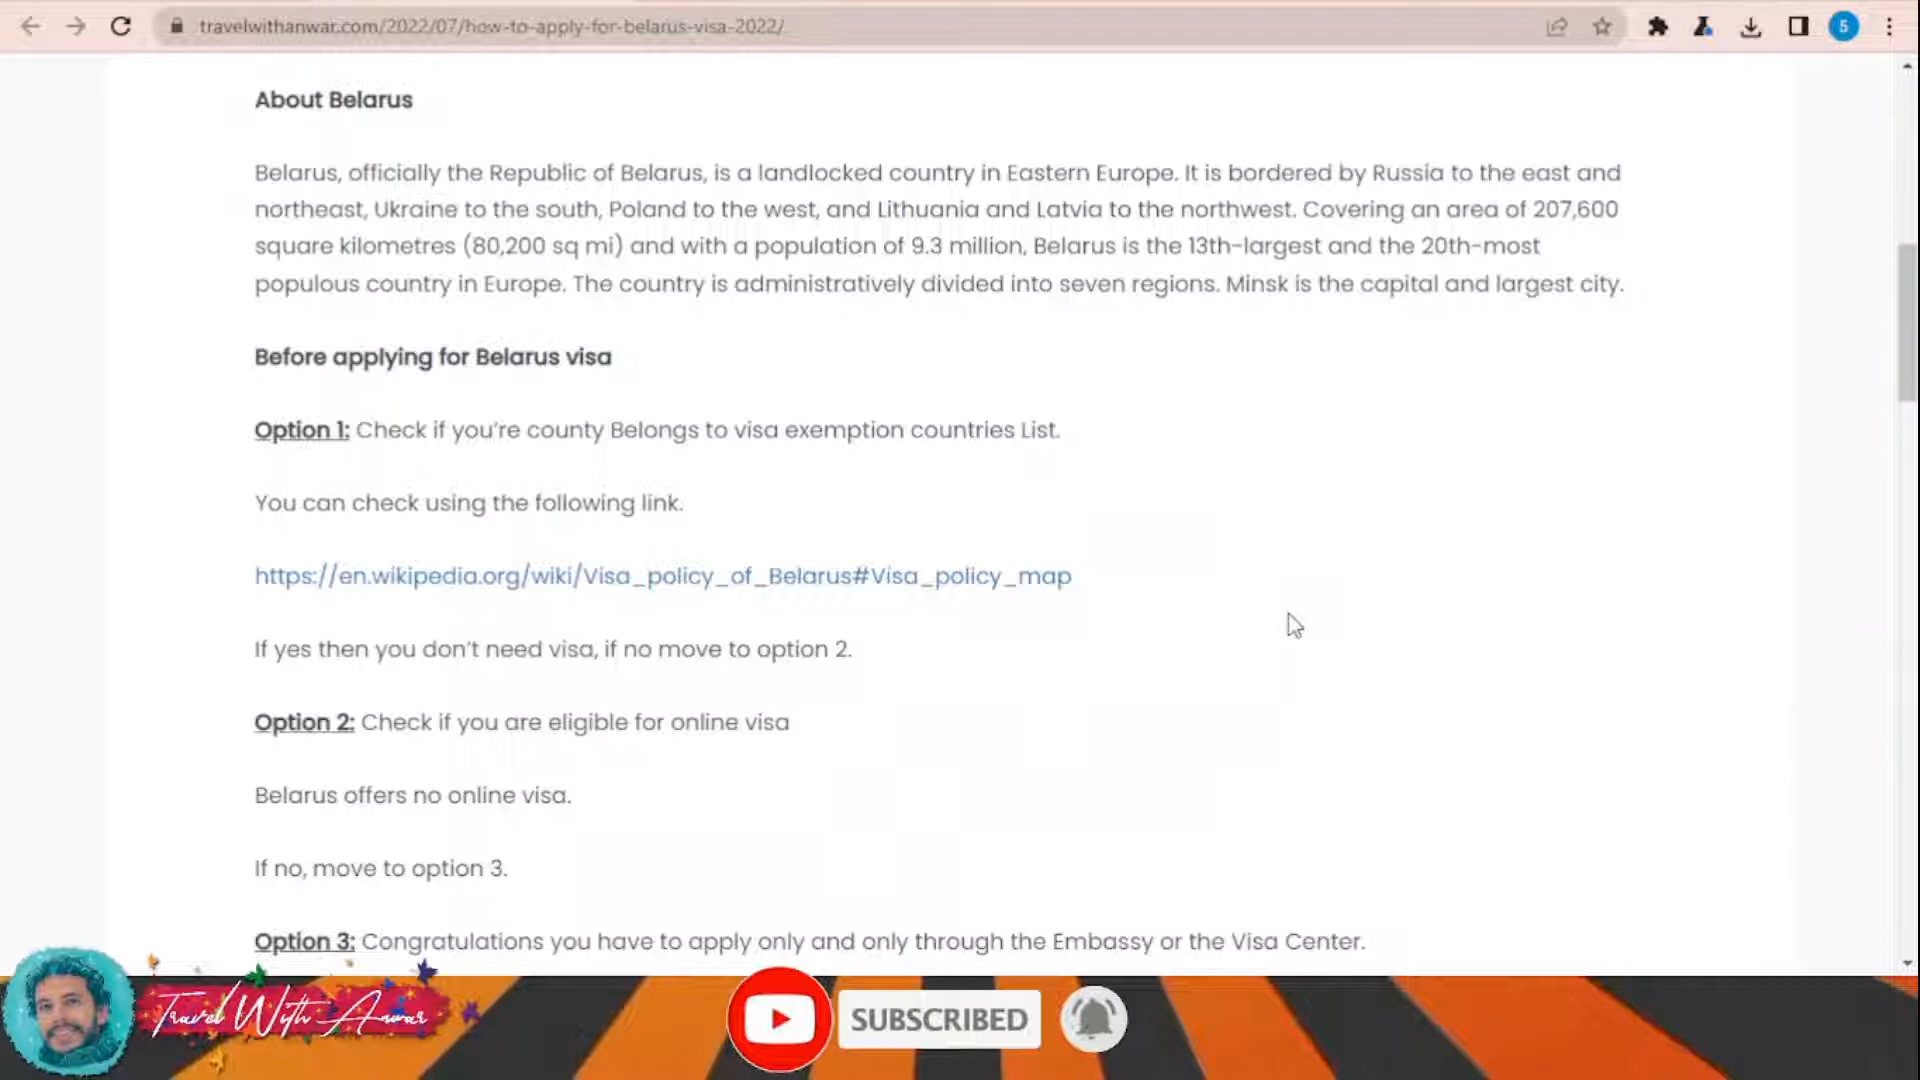 travelwithanwar.com/2022/07/how-to-apply-for-belarus-visa-2022/
5
About Belarus
Belarus, officially the Republic of Belarus, is a landlocked country in Eastern Europe. It is bordered by Russia to the east and
northeast, Ukraine to the south, Poland to the west, and Lithuania and Latvia to the northwest. Covering an area of 207,600
square kilometres (80,200 sq mi) and with a population of 9.3 million, Belarus is the 13th-largest and the 20th-most
populous country in Europe. The country is administratively divided into seven regions. Minsk is the capital and largest city.
Before applying for Belarus visa
Option 1: Check if you’re county Belongs to visa exemption countries List.
You can check using the following link.
https://en.wikipedia.org/wiki/Visa_policy_of_Belarus#Visa_policy_map
If yes then you don’t need visa, if no move to option 2.
Option 2: Check if you are eligible for online visa
Belarus offers no online visa.
If no, move to option 3.
Option 3: Congratulations you have to apply only and only through the Embassy or the Visa Center.
Travel With Anwar
SUBSCRIBED